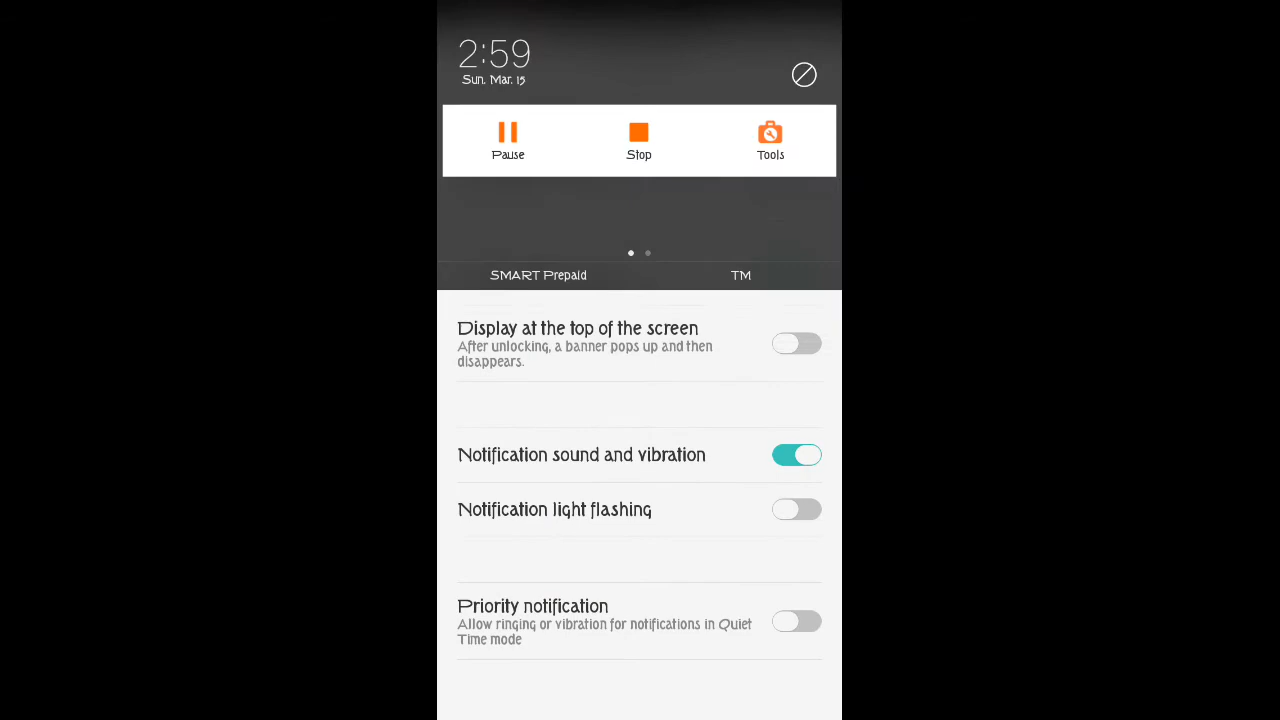 2:59
Sun. Mar. 15
Pause Stop Tools
SMART Prepaid TM
Display at the top of the screen
After unlocking, a banner pops up and then
disappears.
Notification sound and vibration
Notification light flashing
Priority notification
Allow ringing or vibration for notifications in Quiet
Time mode